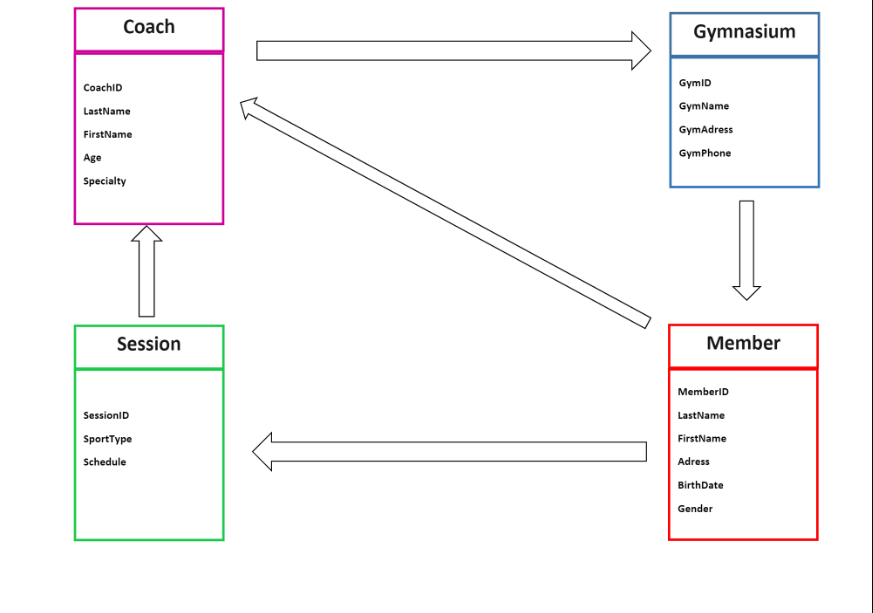 Coach
CoachID
LastName
FirstName
Age
Specialty
Gymnasium
GymID
GymName
GymAdress
GymPhone
Session
SessionID
SportType
Schedule
Member
MemberID
LastName
FirstName
Adress
BirthDate
Gender